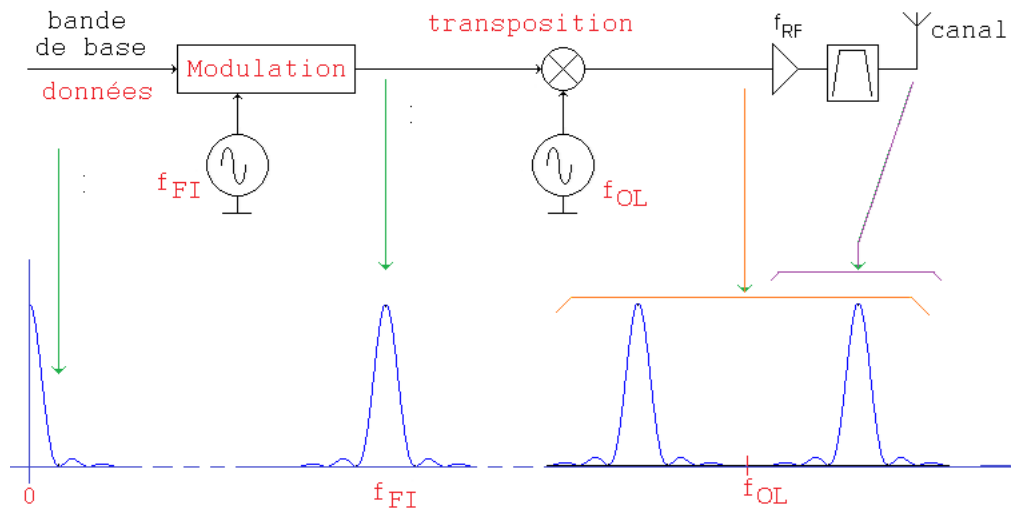 bande
de base
données
Modulation
f_FI
transposition
f_OL
f_RF
canal
0
f_FI
f_OL